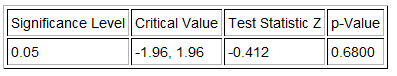 Significance Level Critical Value Test Statistic Z p-Value
0.05 -1.96, 1.96 -0.412 0.6800